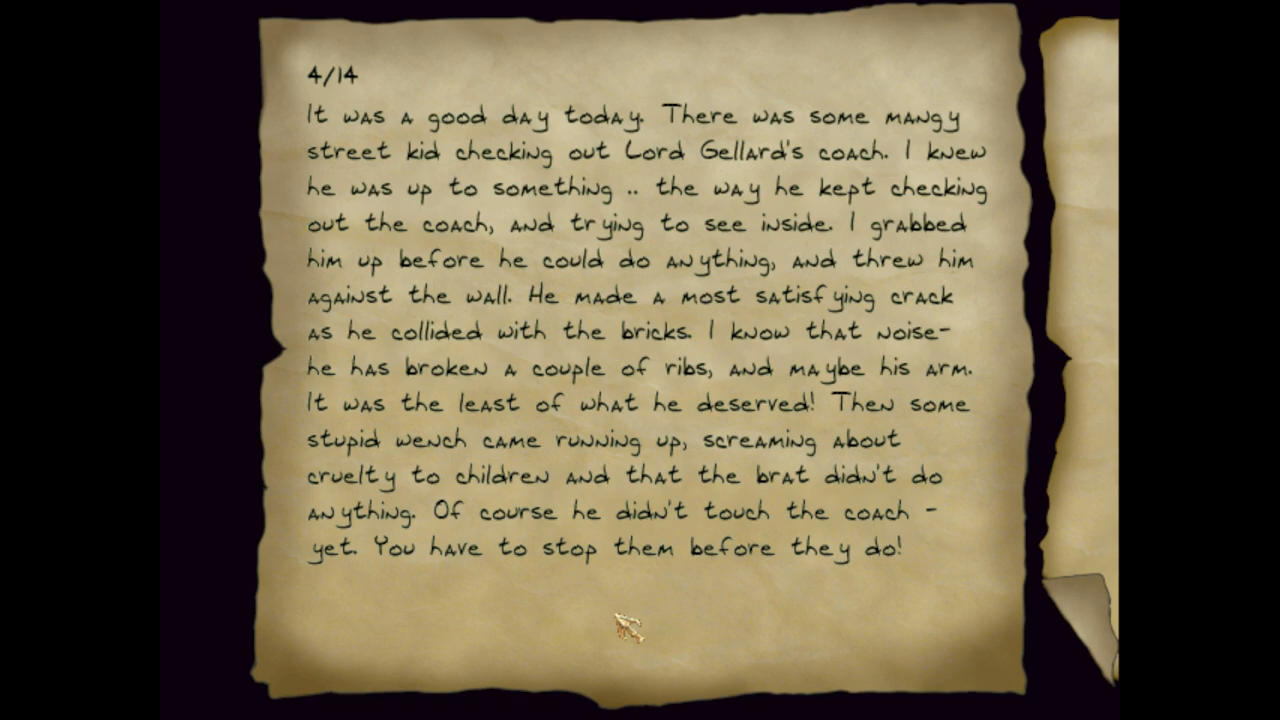 4/14
It was a good day today. There was some mangy
street kid checking out Lord Gellard's coach. I knew
he was up to something .. the way he kept checking
out the coach, and trying to see inside. I grabbed
him up before he could do anything, and threw him
against the wall. He made a most satisfying crack
as he collided with the bricks. I know that noise-
he has broken a couple of ribs, and maybe his arm.
It was the least of what he deserved! Then some
stupid wench came running up, screaming about
cruelty to children and that the brat didn't do
anything. Of course he didn't touch the coach -
yet. You have to stop them before they do!